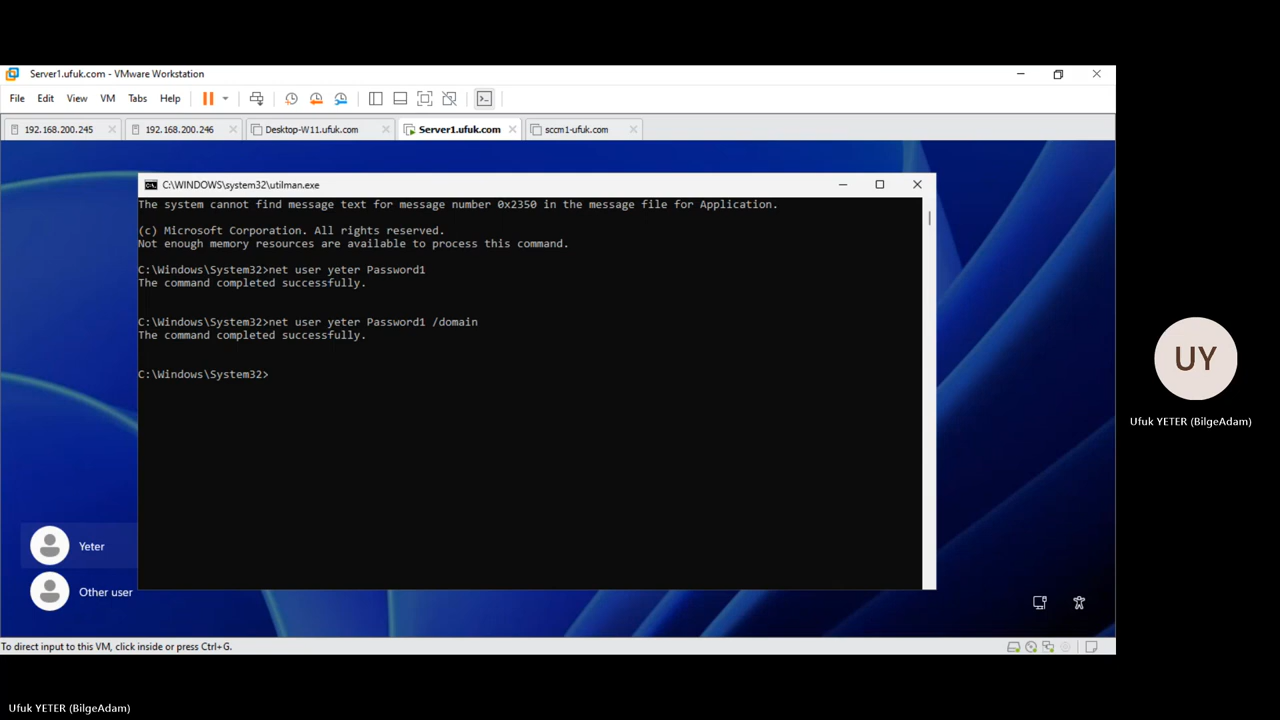 Server1.ufuk.com - VMware Workstation
File Edit View VM Tabs Help
192.168.200.245 192.168.200.246 Desktop-W11.ufuk.com Server1.ufuk.com sccm1-ufuk.com
C:\WINDOWS\system32\utilman.exe
The system cannot find message text for message number 0x2350 in the message file for Application.
(c) Microsoft Corporation. All rights reserved.
Not enough memory resources are available to process this command.
C:\Windows\System32>net user yeter Password1
The command completed successfully.
C:\Windows\System32>net user yeter Password1 /domain
The command completed successfully.
C:\Windows\System32>
UY
Ufuk YETER (BilgeAdam)
Yeter
Other user
To direct input to this VM, click inside or press Ctrl+G.
Ufuk YETER (BilgeAdam)